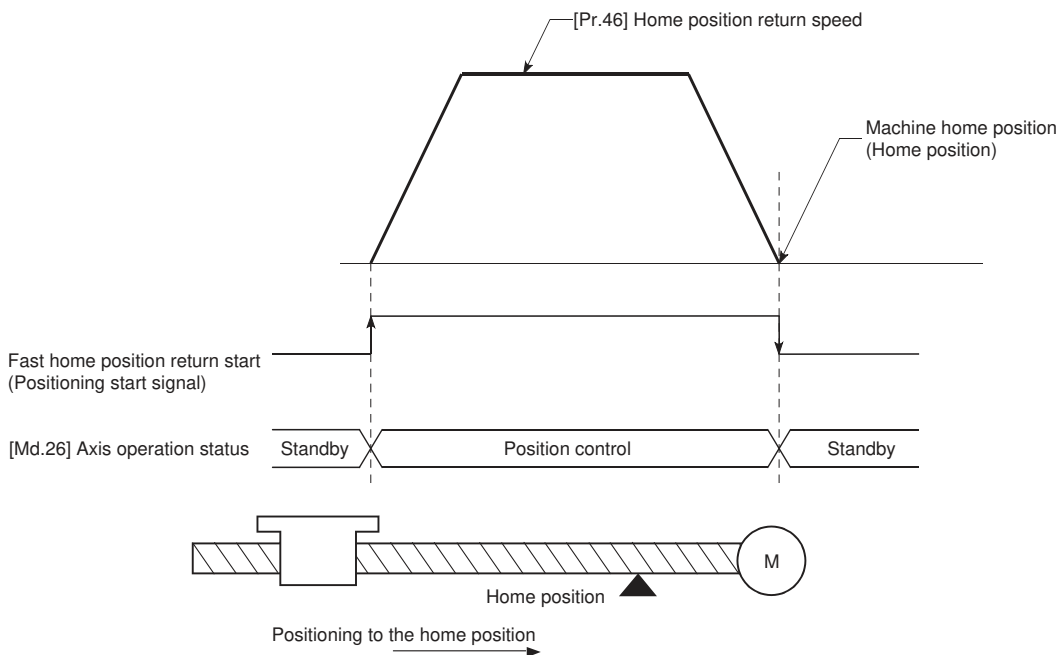 [Pr.46] Home position return speed
Machine home position
(Home position)
Fast home position return start
(Positioning start signal)
[Md.26] Axis operation status
Standby
Position control
Standby
M
Home position
Positioning to the home position